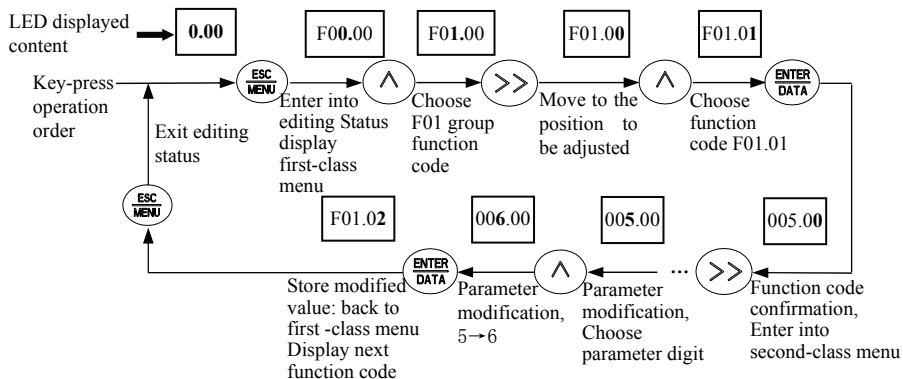 LED displayed
content
0.00
F00.00
F01.00
F01.00
F01.01
Key-press
operation
order
ESC
MENU
Enter into
editing Status
display
first-class
menu
Choose
F01 group
function
code
>>
Move to the
position to
be adjusted
Choose
function
code F01.01
ENTER
DATA
Exit editing
status
ESC
MENU
F01.02
006.00
005.00
005.00
ENTER
DATA
...
>>
Store modified
value: back to
first -class menu
Display next
function code
Parameter
modification,
5→6
Parameter
modification,
Choose
parameter digit
Function code
confirmation,
Enter into
second-class menu